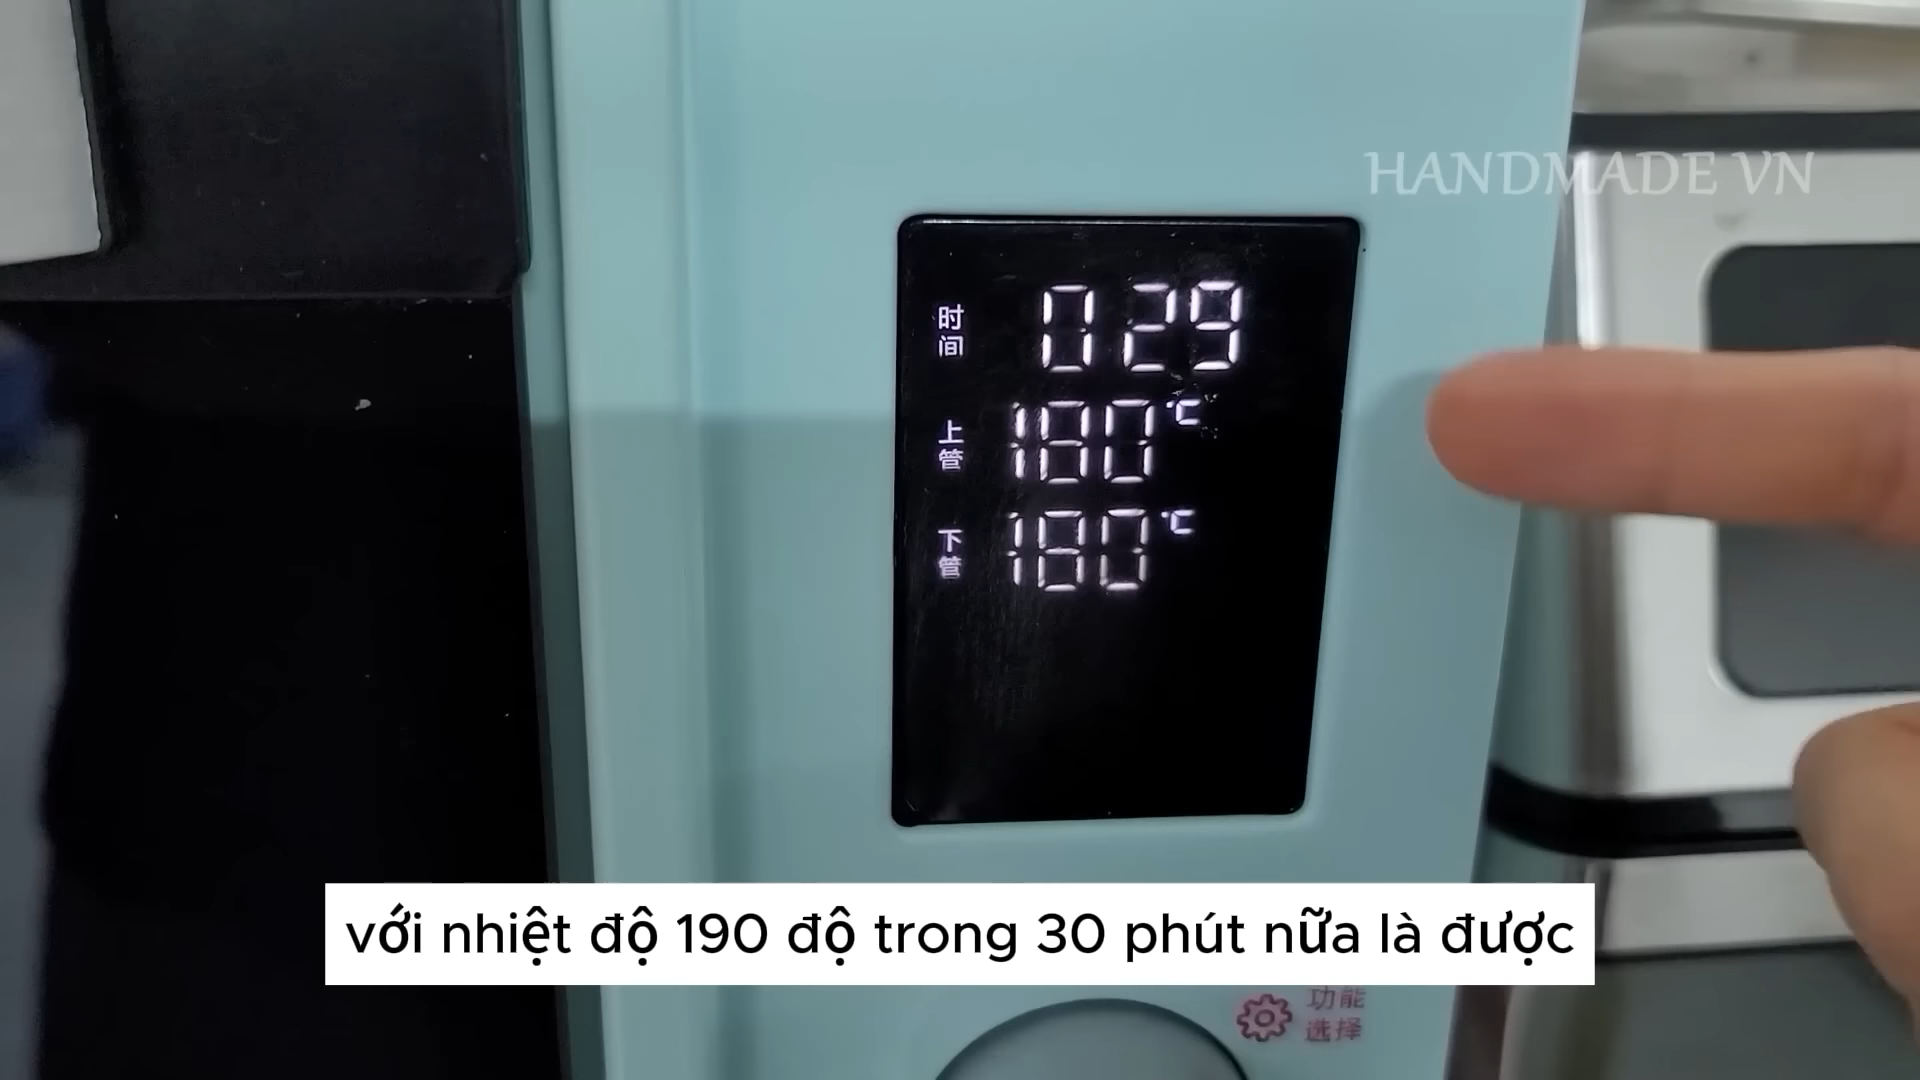 HANDMADE VN
时间 029
上管 180℃
下管 180℃
với nhiệt độ 190 độ trong 30 phút nữa là được
功能
选择